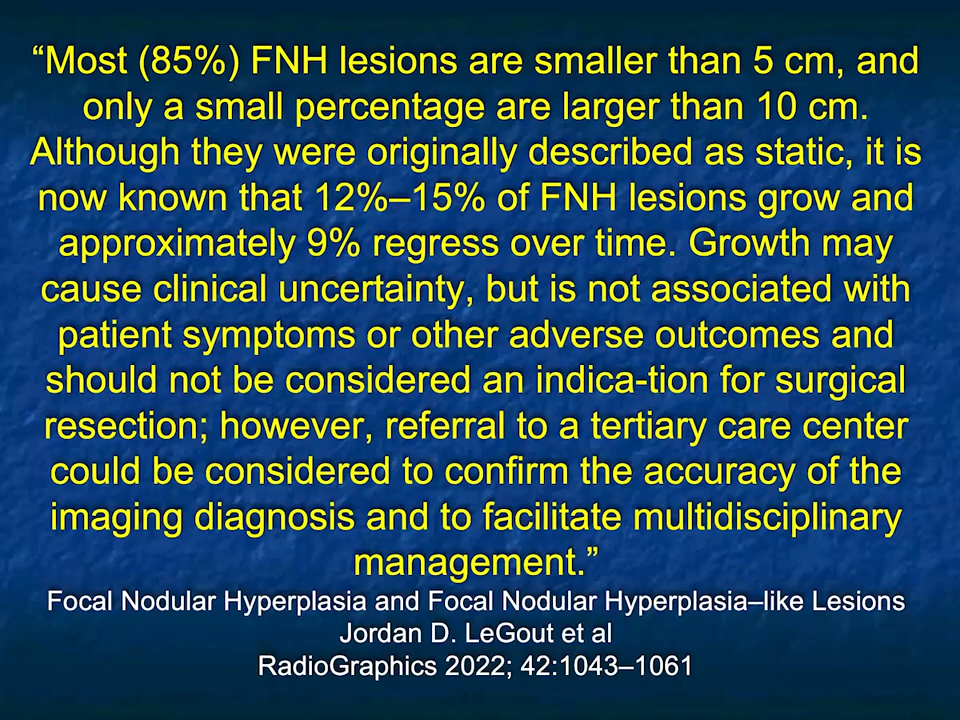 “Most (85%) FNH lesions are smaller than 5 cm, and
only a small percentage are larger than 10 cm.
Although they were originally described as static, it is
now known that 12%–15% of FNH lesions grow and
approximately 9% regress over time. Growth may
cause clinical uncertainty, but is not associated with
patient symptoms or other adverse outcomes and
should not be considered an indica-tion for surgical
resection; however, referral to a tertiary care center
could be considered to confirm the accuracy of the
imaging diagnosis and to facilitate multidisciplinary
management.”
Focal Nodular Hyperplasia and Focal Nodular Hyperplasia–like Lesions
Jordan D. LeGout et al
RadioGraphics 2022; 42:1043–1061